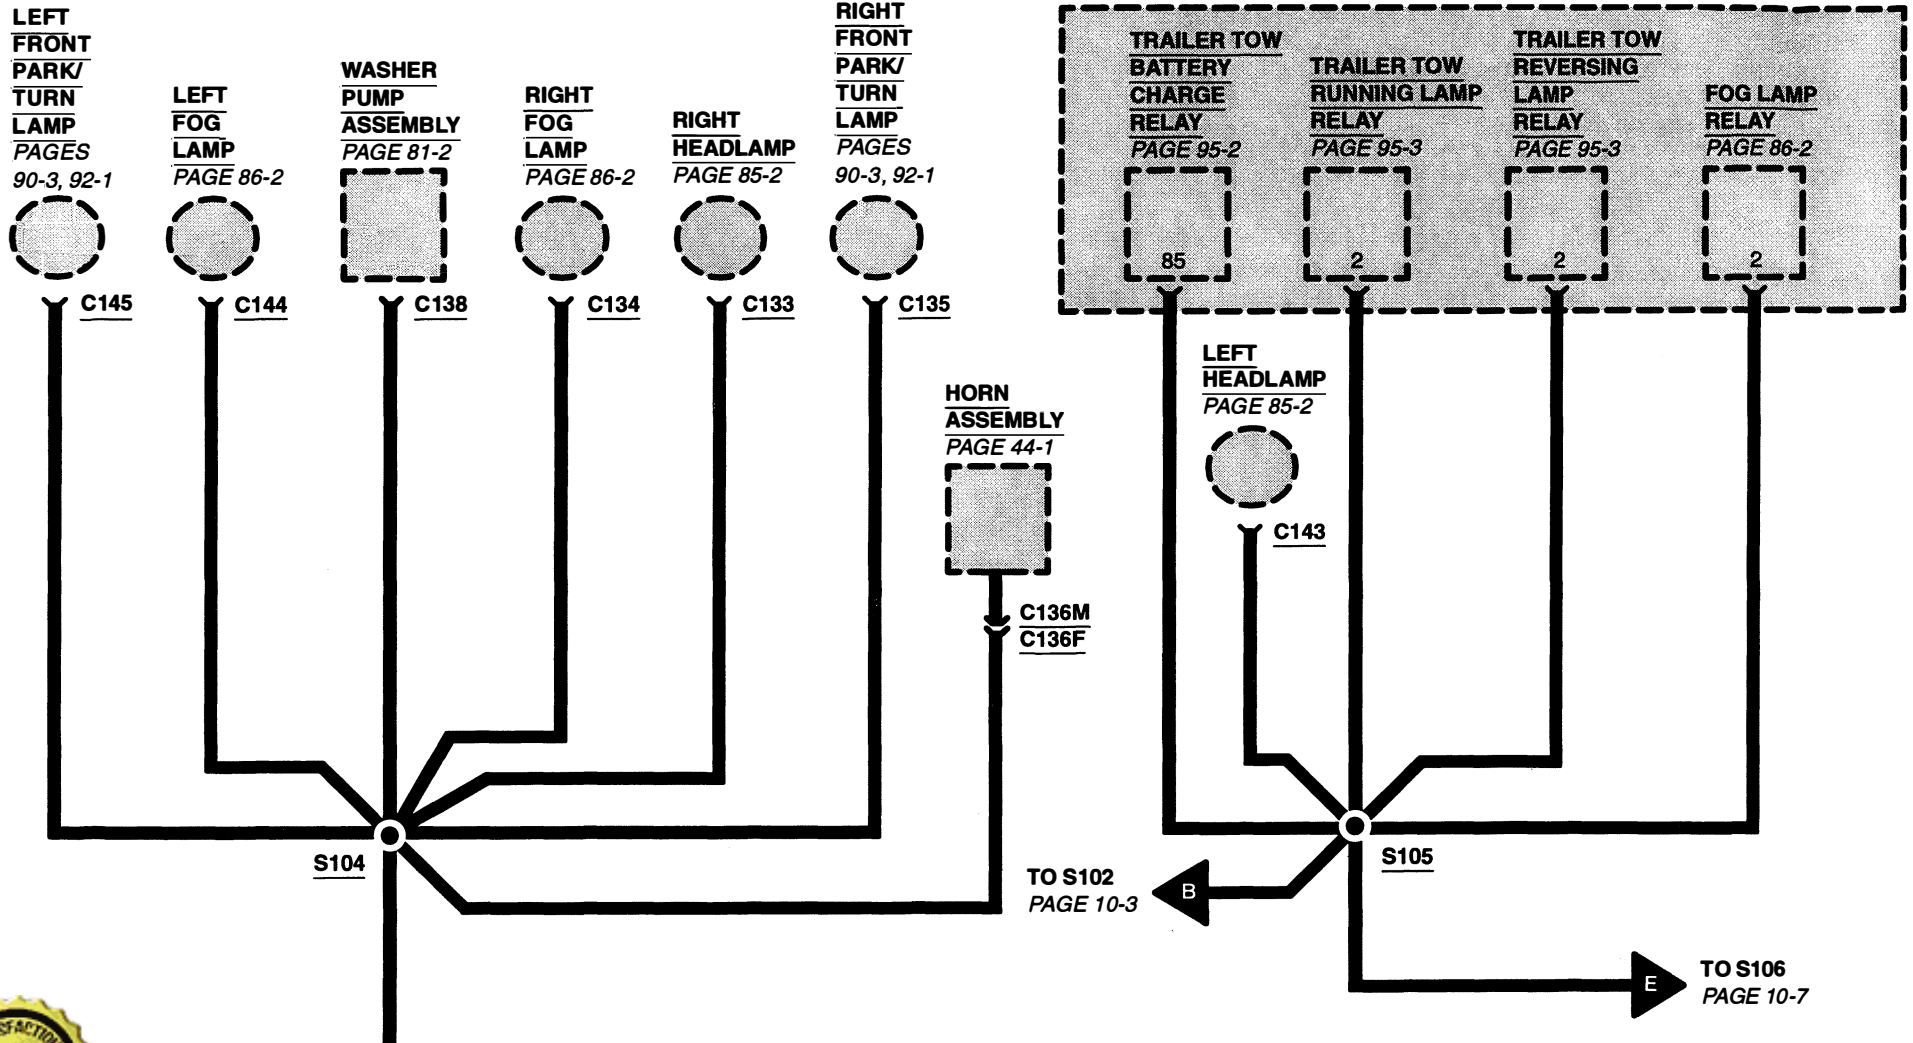 LEFT
FRONT
PARK/
TURN
LAMP
PAGES
90-3, 92-1
C145
LEFT
FOG
LAMP
PAGE 86-2
C144
WASHER
PUMP
ASSEMBLY
PAGE 81-2
C138
RIGHT
FOG
LAMP
PAGE 86-2
C134
RIGHT
HEADLAMP
PAGE 85-2
C133
RIGHT
FRONT
PARK/
TURN
LAMP
PAGES
90-3, 92-1
C135
HORN
ASSEMBLY
PAGE 44-1
C136M
C136F
S104
TRAILER TOW
BATTERY
CHARGE
RELAY
PAGE 95-2
85
TRAILER TOW
RUNNING LAMP
RELAY
PAGE 95-3
2
TRAILER TOW
REVERSING
LAMP
RELAY
PAGE 95-3
2
FOG LAMP
RELAY
PAGE 86-2
2
LEFT
HEADLAMP
PAGE 85-2
C143
S105
TO S102
PAGE 10-3
B
E
TO S106
PAGE 10-7